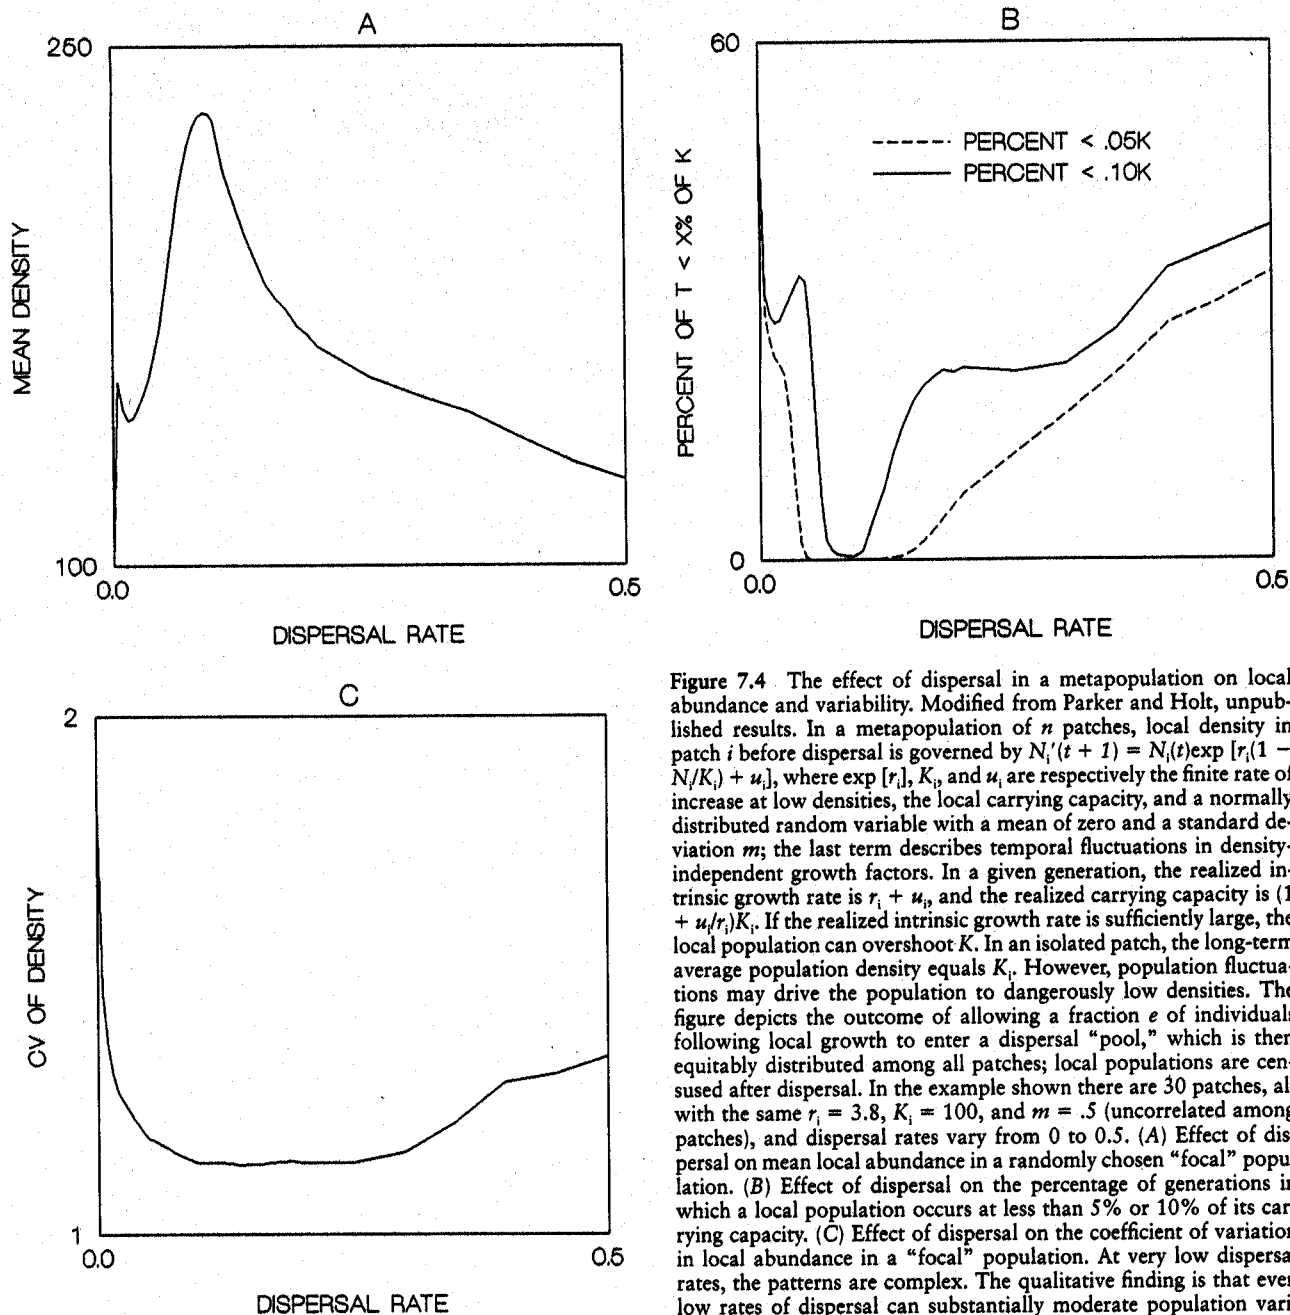 A
250
MEAN DENSITY
100
0.0
0.5
DISPERSAL RATE
B
60
PERCENT < .05K
PERCENT < .10K
PERCENT OF T < X% OF K
0
0.0
0.5
DISPERSAL RATE
C
2
CV OF DENSITY
1
0.0
0.5
DISPERSAL RATE
Figure 7.4 The effect of dispersal in a metapopulation on local
abundance and variability. Modified from Parker and Holt, unpub-
lished results. In a metapopulation of n patches, local density in
patch i before dispersal is governed by Nᵢ′(t + 1) = Nᵢ(t)exp [rᵢ(1 −
Nᵢ/Kᵢ) + uᵢ], where exp [rᵢ], Kᵢ, and uᵢ are respectively the finite rate of
increase at low densities, the local carrying capacity, and a normally
distributed random variable with a mean of zero and a standard de-
viation m; the last term describes temporal fluctuations in density-
independent growth factors. In a given generation, the realized in-
trinsic growth rate is rᵢ + uᵢ, and the realized carrying capacity is (1
+ uᵢ/rᵢ)Kᵢ. If the realized intrinsic growth rate is sufficiently large, the
local population can overshoot K. In an isolated patch, the long-term
average population density equals Kᵢ. However, population fluctua-
tions may drive the population to dangerously low densities. The
figure depicts the outcome of allowing a fraction e of individuals
following local growth to enter a dispersal “pool,” which is then
equitably distributed among all patches; local populations are cen-
sused after dispersal. In the example shown there are 30 patches, al
with the same rᵢ = 3.8, Kᵢ = 100, and m = .5 (uncorrelated among
patches), and dispersal rates vary from 0 to 0.5. (A) Effect of dis-
persal on mean local abundance in a randomly chosen “focal” popu-
lation. (B) Effect of dispersal on the percentage of generations in
which a local population occurs at less than 5% or 10% of its car-
rying capacity. (C) Effect of dispersal on the coefficient of variation
in local abundance in a “focal” population. At very low dispersal
rates, the patterns are complex. The qualitative finding is that even
low rates of dispersal can substantially moderate population vari